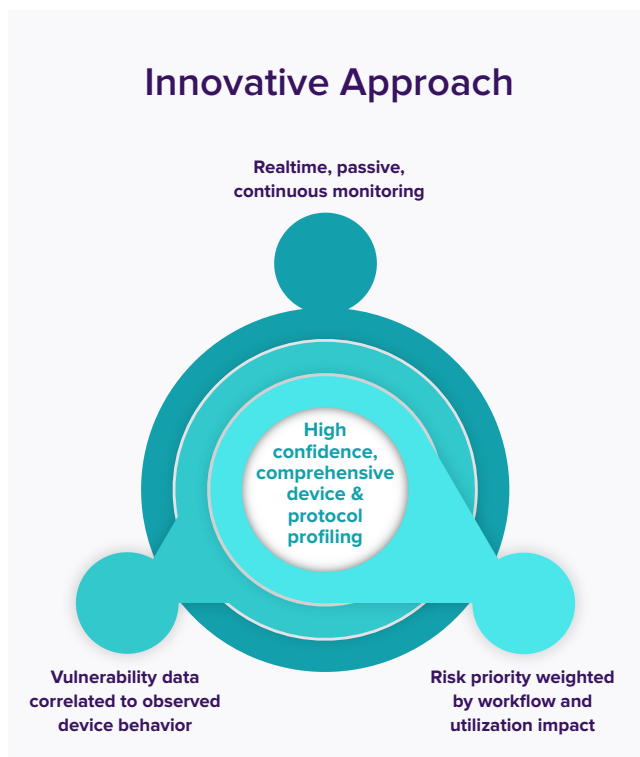 Innovative Approach
Realtime, passive,
continuous monitoring
High
confidence,
comprehensive
device &
protocol
profiling
Vulnerability data
correlated to observed
device behavior
Risk priority weighted
by workflow and
utilization impact